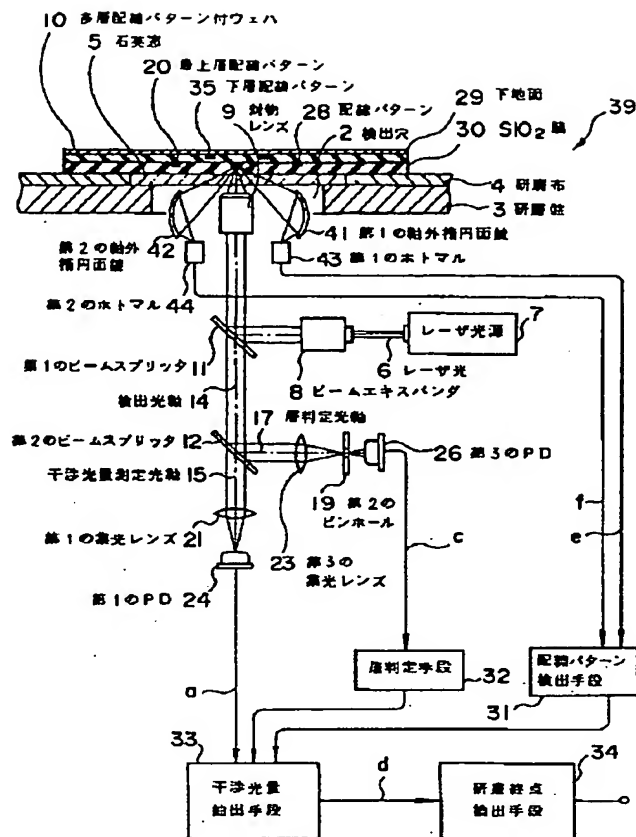 10 多層配線パターン付ウェハ
5 石英窓
20 最上層配線パターン
35 下層配線パターン
9 対物レンズ
28 配線パターン
2 検出穴
29 下地面
30 SIO₂膜
39
4 研磨布
3 研磨盤
第2の軸外楕円面鏡 42
41 第1の軸外楕円面鏡
43 第1のホトマル
第2のホトマル 44
レーザ光源
7
第1のビームスプリッタ 11
6 レーザ光
8 ビームエキスパンダ
検出光軸 14
第2のビームスプリッタ 12
17 層判定光軸
26 第3のPD
干渉光量測定光軸 15
19 第2のピンホール
第1の集光レンズ 21
23 第3の集光レンズ
第1のPD 24
c
f
e
a
層判定手段
32
配線パターン検出手段
31
33
干渉光量抽出手段
d
34
研磨終点検出手段